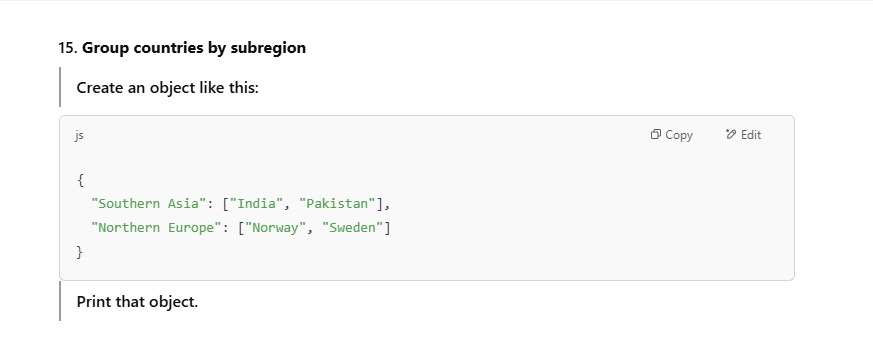 15. Group countries by subregion
Create an object like this:
js Copy Edit
{
"Southern Asia": ["India", "Pakistan"],
"Northern Europe": ["Norway", "Sweden"]
}
Print that object.